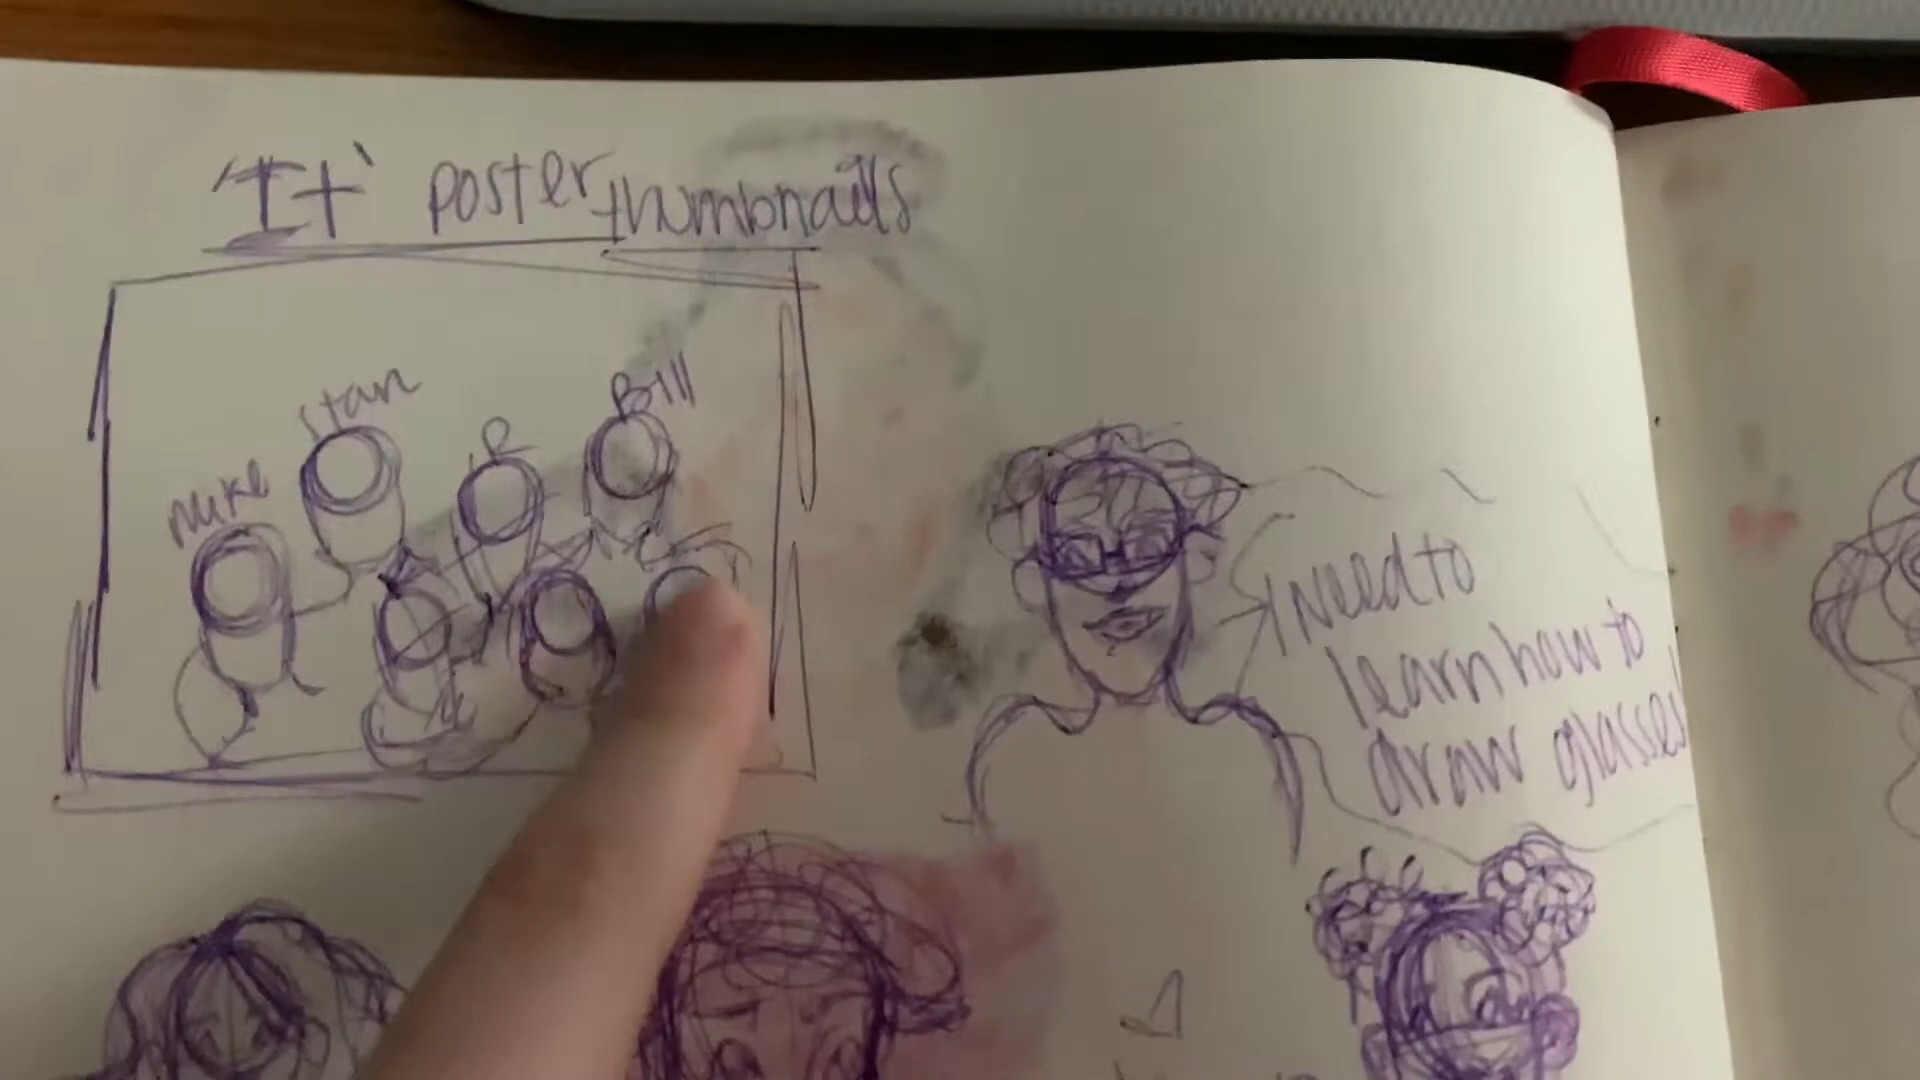 "It" poster thumbnails
Stan
R
Bill
Mike
I Need to
learn how to
draw glasses